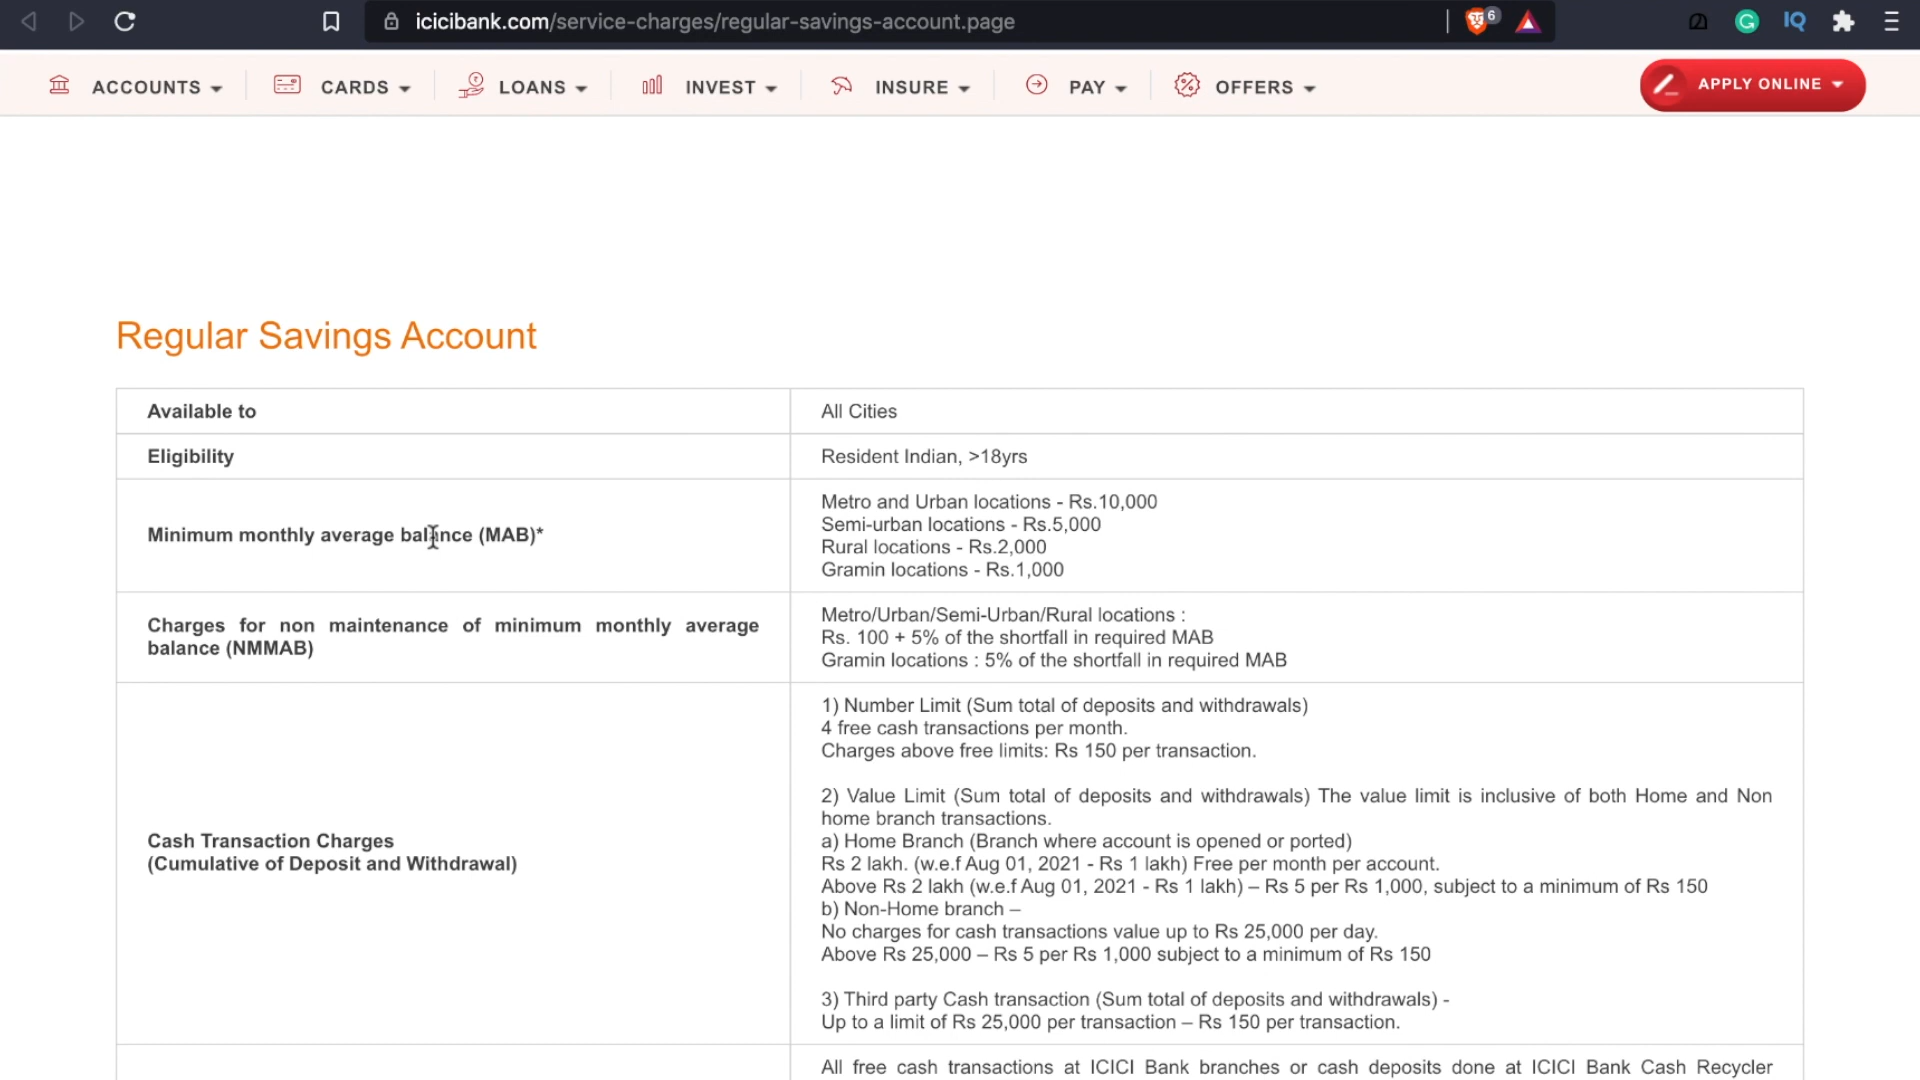 icicibank.com/service-charges/regular-savings-account.page
6
ACCOUNTS
CARDS
LOANS
INVEST
INSURE
PAY
OFFERS
APPLY ONLINE
Regular Savings Account
Available to
All Cities
Eligibility
Resident Indian, >18yrs
Minimum monthly average balance (MAB)*
Metro and Urban locations - Rs.10,000
Semi-urban locations - Rs.5,000
Rural locations - Rs.2,000
Gramin locations - Rs.1,000
Charges for non maintenance of minimum monthly average
balance (NMMAB)
Metro/Urban/Semi-Urban/Rural locations :
Rs. 100 + 5% of the shortfall in required MAB
Gramin locations : 5% of the shortfall in required MAB
Cash Transaction Charges
(Cumulative of Deposit and Withdrawal)
1) Number Limit (Sum total of deposits and withdrawals)
4 free cash transactions per month.
Charges above free limits: Rs 150 per transaction.
2) Value Limit (Sum total of deposits and withdrawals) The value limit is inclusive of both Home and Non
home branch transactions.
a) Home Branch (Branch where account is opened or ported)
Rs 2 lakh. (w.e.f Aug 01, 2021 - Rs 1 lakh) Free per month per account.
Above Rs 2 lakh (w.e.f Aug 01, 2021 - Rs 1 lakh) – Rs 5 per Rs 1,000, subject to a minimum of Rs 150
b) Non-Home branch –
No charges for cash transactions value up to Rs 25,000 per day.
Above Rs 25,000 – Rs 5 per Rs 1,000 subject to a minimum of Rs 150
3) Third party Cash transaction (Sum total of deposits and withdrawals) -
Up to a limit of Rs 25,000 per transaction – Rs 150 per transaction.
All free cash transactions at ICICI Bank branches or cash deposits done at ICICI Bank Cash Recycler